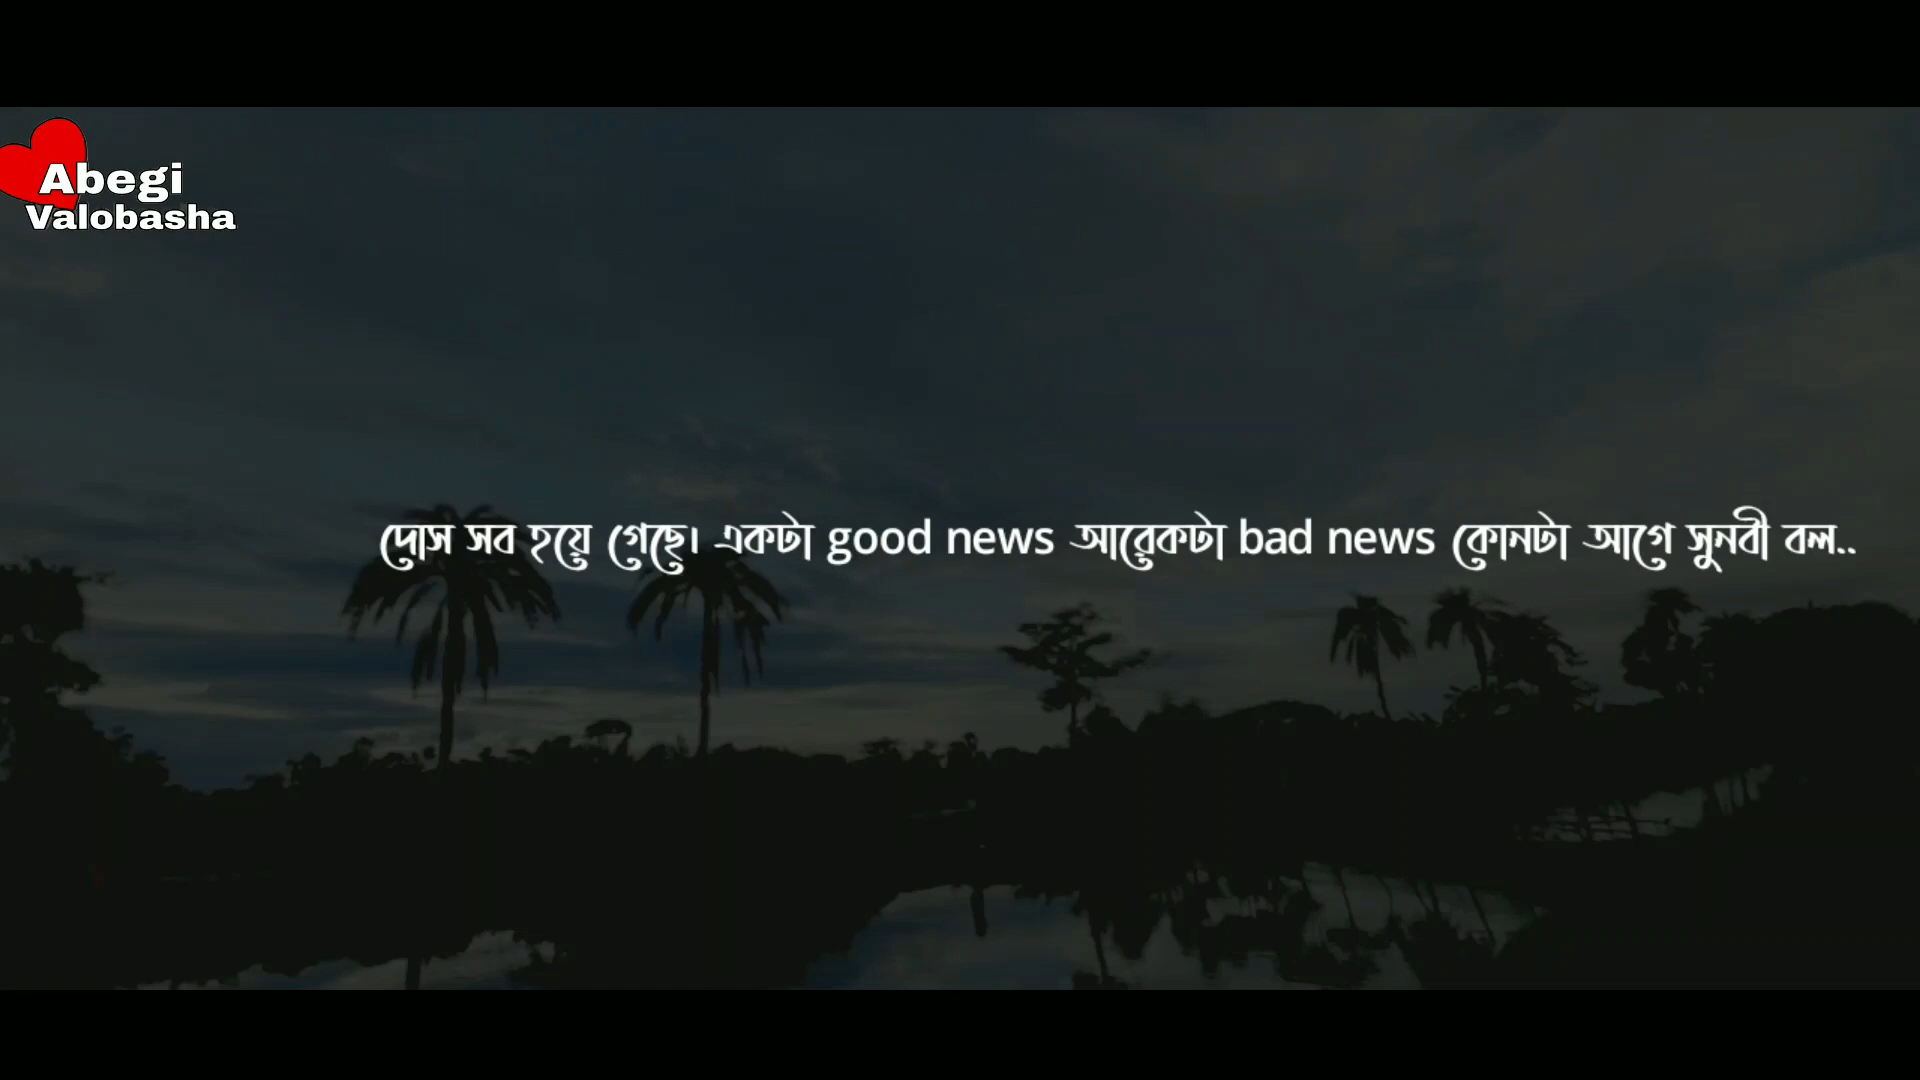 Abegi
Valobasha
দোস সব হয়ে গেছে। একটা good news আরেকটা bad news কোনটা আগে সুনবী বল..